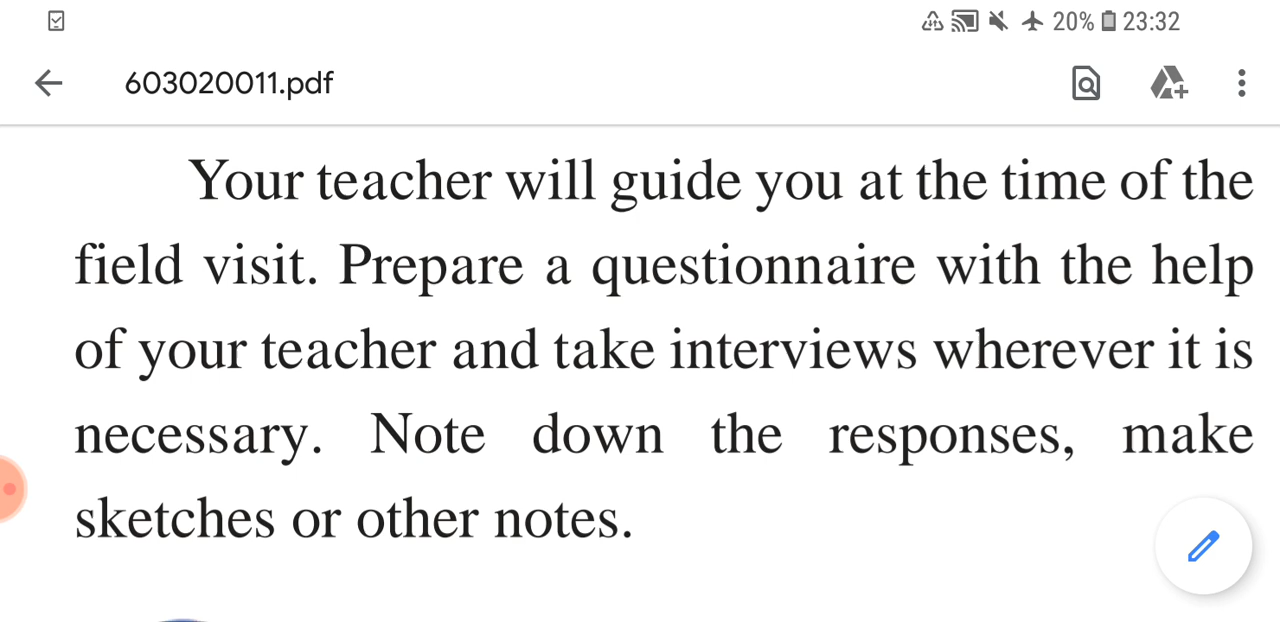 20% 23:32
603020011.pdf
Your teacher will guide you at the time of the
field visit. Prepare a questionnaire with the help
of your teacher and take interviews wherever it is
necessary. Note down the responses, make
sketches or other notes.